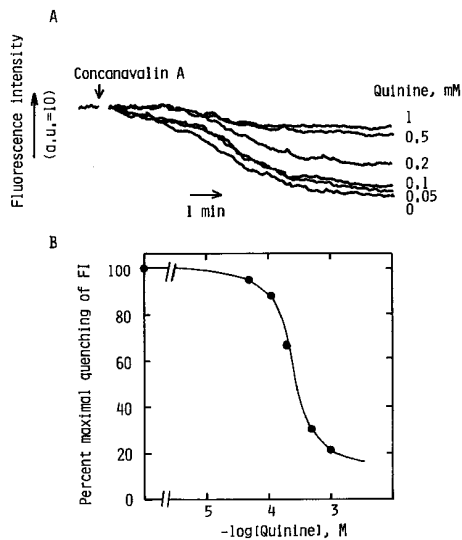 A
Concanavalin A
Quinine, mM
Fluorescence intensity
(a.u.=10)
1
0.5
0.2
0.1
0.05
0
1 min
B
Percent maximal quenching of FI
100
80
60
40
20
0
5
4
3
-log[Quinine], M